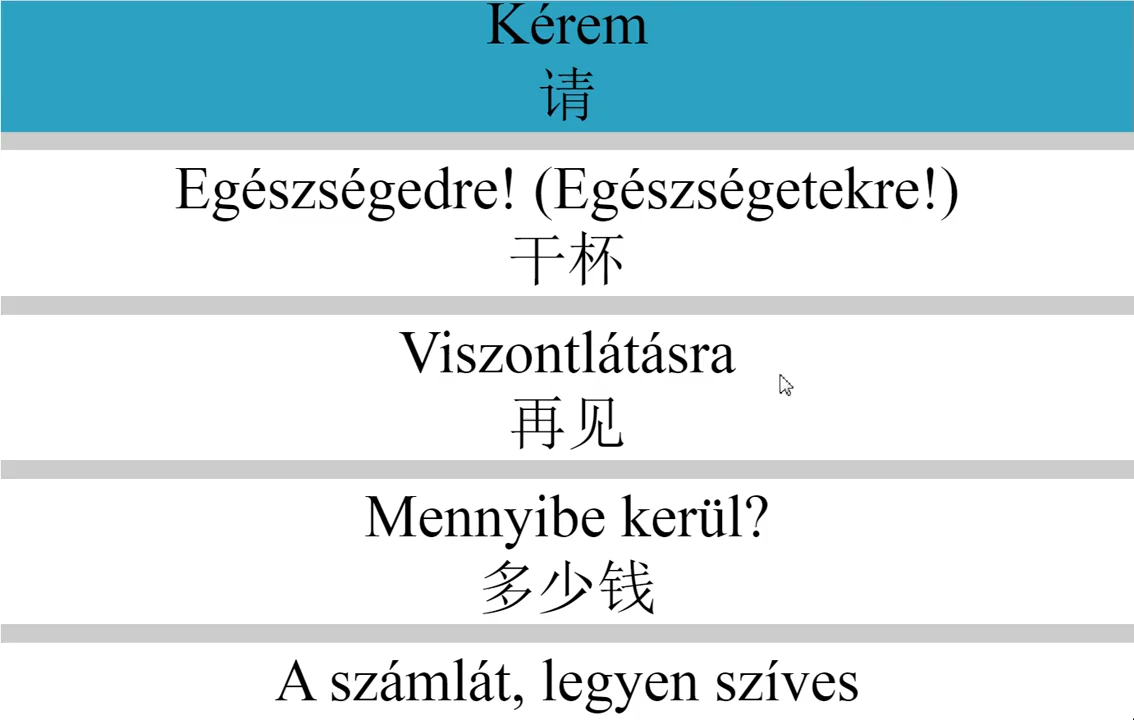 Kérem
请
Egészségedre! (Egészségetekre!)
干杯
Viszontlátásra
再见
Mennyibe kerül?
多少钱
A számlát, legyen szíves